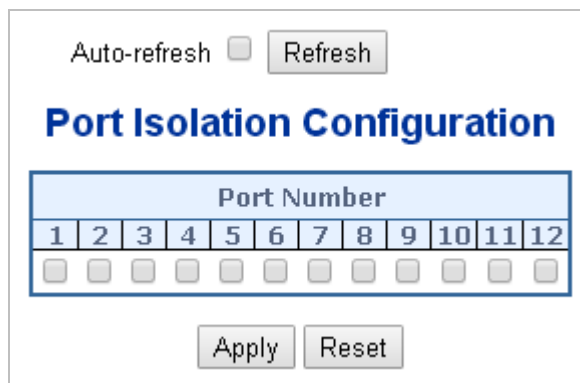 Auto-refresh Refresh
Port Isolation Configuration
Port Number
1 2 3 4 5 6 7 8 9 10 11 12
Apply Reset